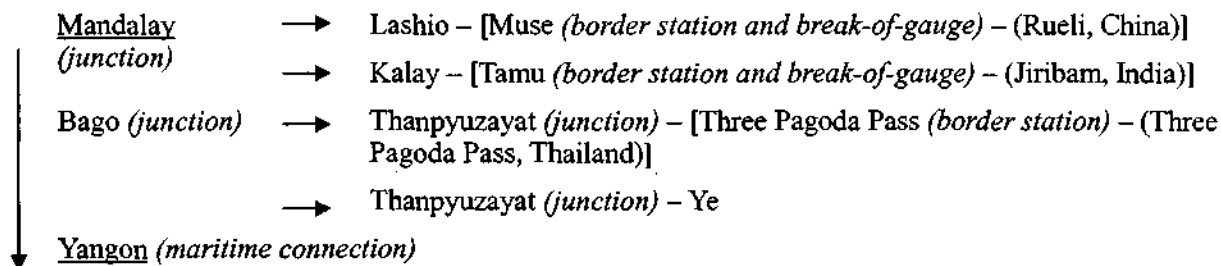 Mandalay → Lashio – [Muse (border station and break-of-gauge) – (Rueli, China)]
(junction)
→ Kalay – [Tamu (border station and break-of-gauge) – (Jiribam, India)]
Bago (junction) → Thanpyuzayat (junction) – [Three Pagoda Pass (border station) – (Three
Pagoda Pass, Thailand)]
→ Thanpyuzayat (junction) – Ye
Yangon (maritime connection)